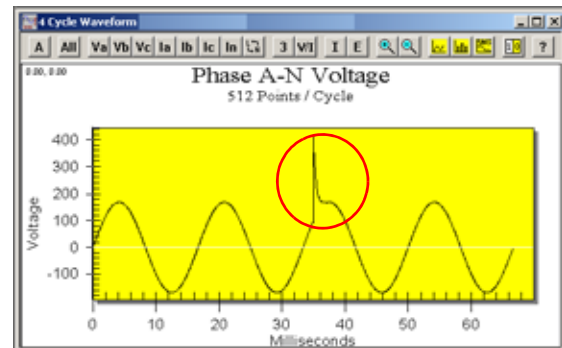 4 Cycle Waveform
A All Va Vb Vc Ia Ib Ic In 3 V/I I E ?
0.00, 0.00
Phase A-N Voltage
512 Points / Cycle
400
300
200
100
0
-100
Voltage
0 10 20 30 40 50 60
Milliseconds